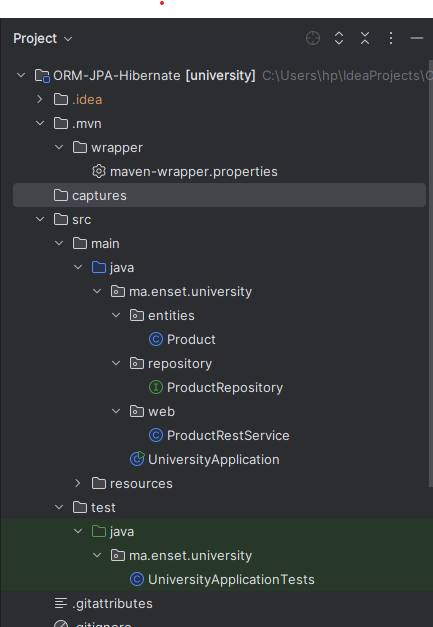 Project
ORM-JPA-Hibernate [university] C:\Users\hp\IdeaProjects\
.idea
.mvn
wrapper
maven-wrapper.properties
captures
src
main
java
ma.enset.university
entities
Product
repository
ProductRepository
web
ProductRestService
UniversityApplication
resources
test
java
ma.enset.university
UniversityApplicationTests
.gitattributes
.gitignore